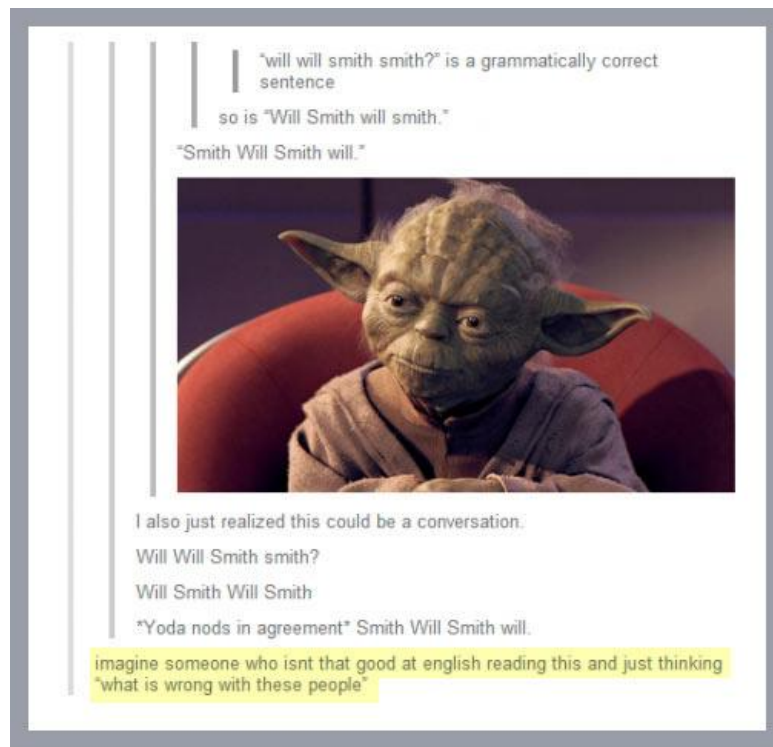 “will will smith smith?” is a grammatically correct
sentence
so is “Will Smith will smith.”
“Smith Will Smith will.”
I also just realized this could be a conversation.
Will Will Smith smith?
Will Smith Will Smith
*Yoda nods in agreement* Smith Will Smith will.
imagine someone who isnt that good at english reading this and just thinking
“what is wrong with these people”